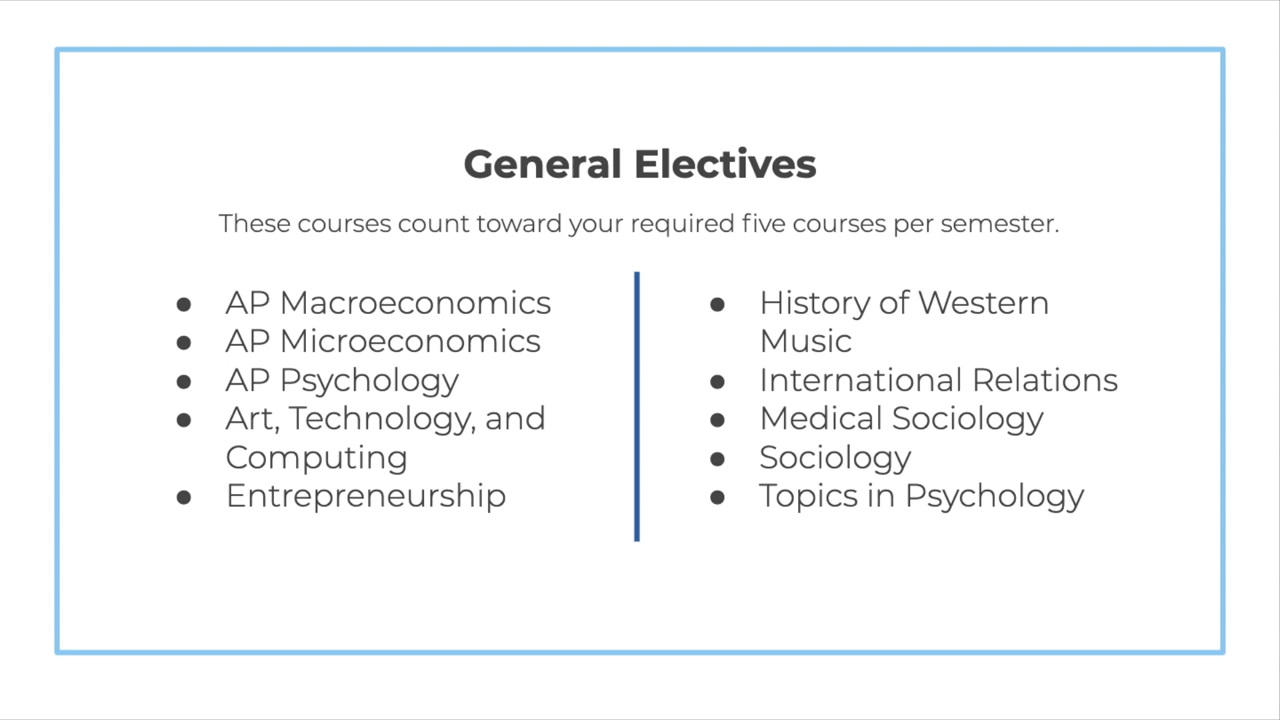 General Electives
These courses count toward your required five courses per semester.
● AP Macroeconomics
● AP Microeconomics
● AP Psychology
● Art, Technology, and
Computing
● Entrepreneurship
● History of Western
Music
● International Relations
● Medical Sociology
● Sociology
● Topics in Psychology